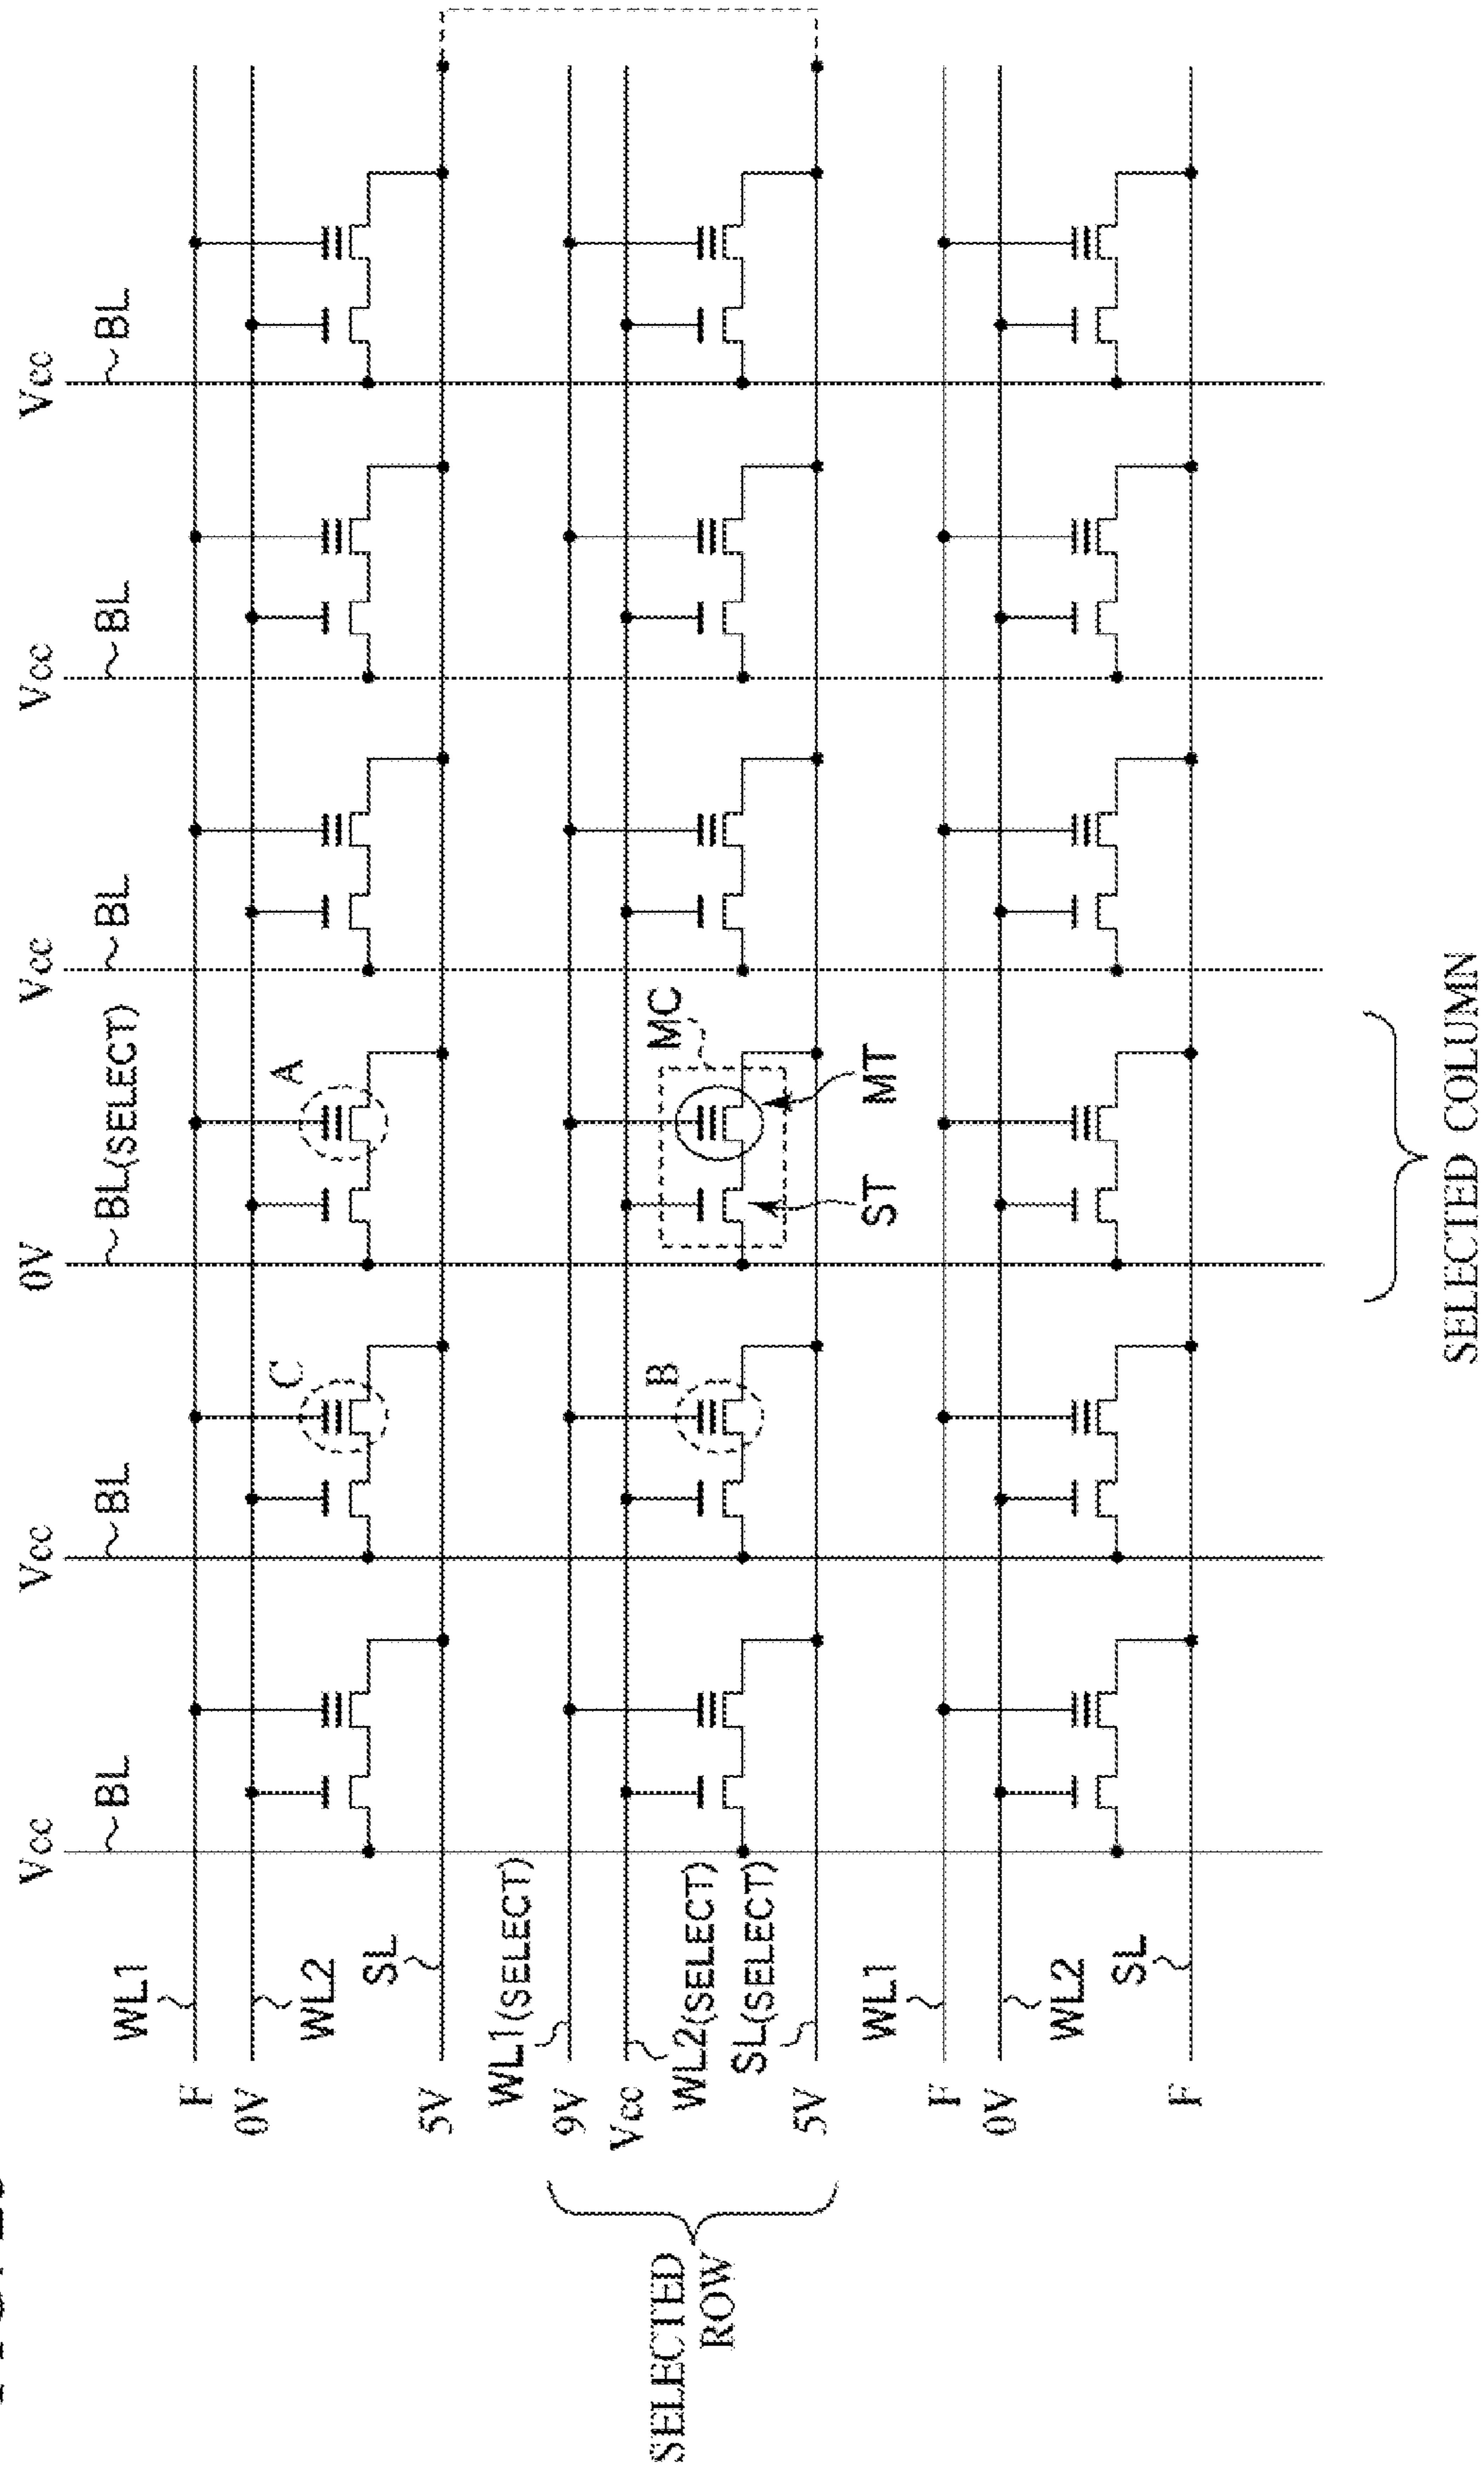 Vcc Vcc 0V Vcc Vcc Vcc
BL BL BL(SELECT) BL BL BL
WL1
F
0V
WL2
C A
SL
5V
WL1(SELECT)
9V
Vcc
SELECTED
ROW
WL2(SELECT)
B MC
SL(SELECT)
5V
ST MT
WL1
F
0V
WL2
SL
F
SELECTED COLUMN